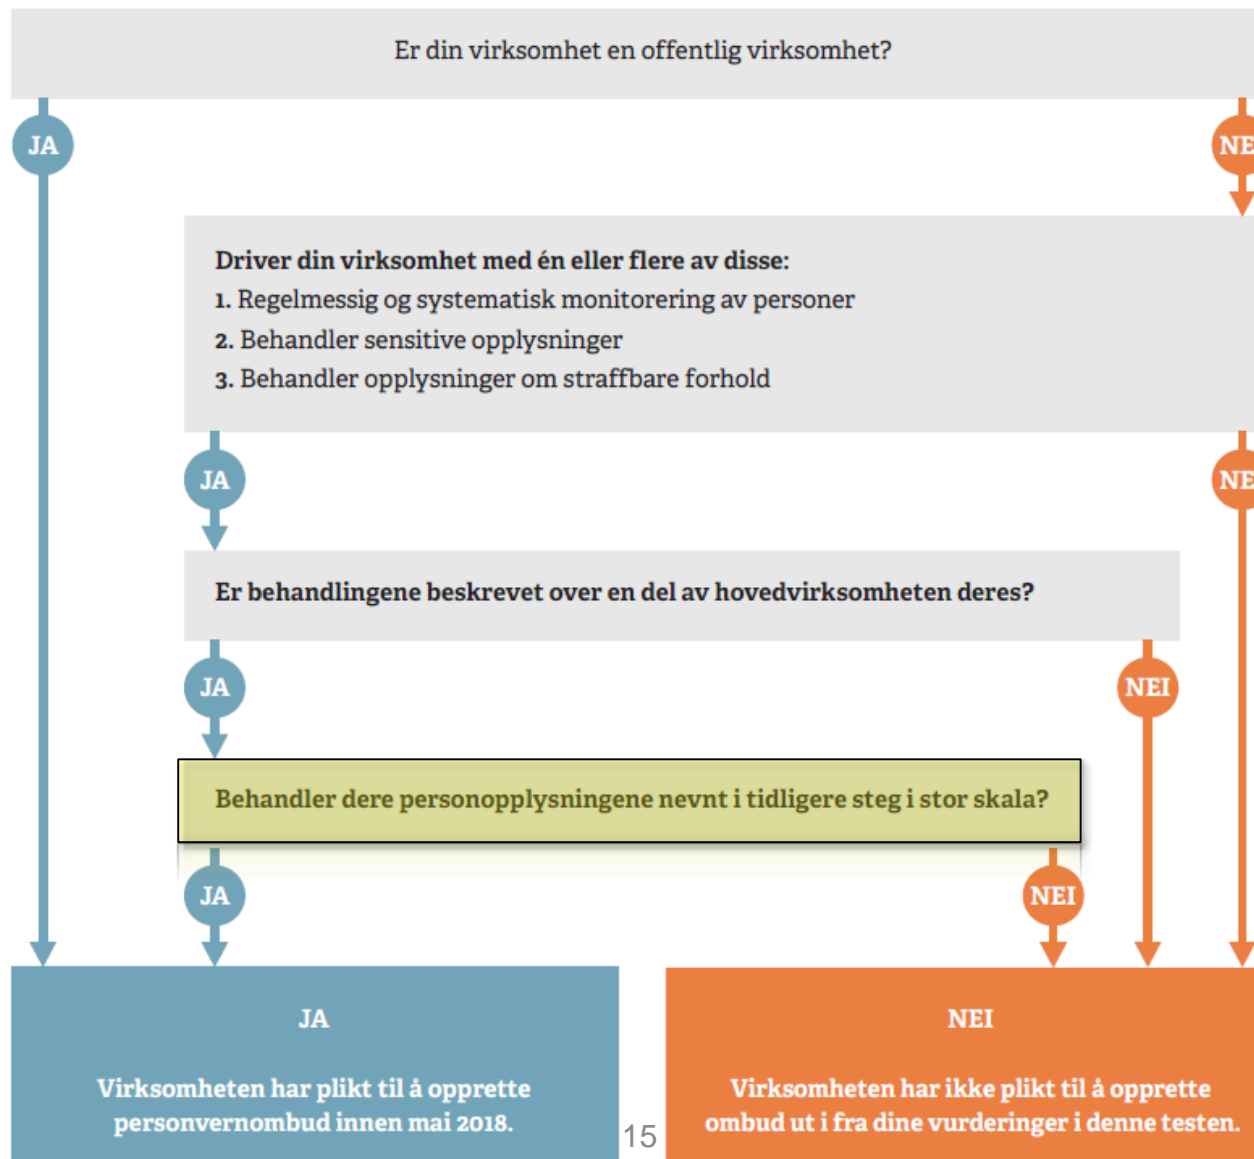 Er din virksomhet en offentlig virksomhet?
JA
NE
Driver din virksomhet med én eller flere av disse:
1. Regelmessig og systematisk monitorering av personer
2. Behandler sensitive opplysninger
3. Behandler opplysninger om straffbare forhold
JA
NE
Er behandlingene beskrevet over en del av hovedvirksomheten deres?
JA
NEI
Behandler dere personopplysningene nevnt i tidligere steg i stor skala?
JA
NEI
JA
Virksomheten har plikt til å opprette
personvernombud innen mai 2018.
15
NEI
Virksomheten har ikke plikt til å opprette
ombud ut i fra dine vurderinger i denne testen.